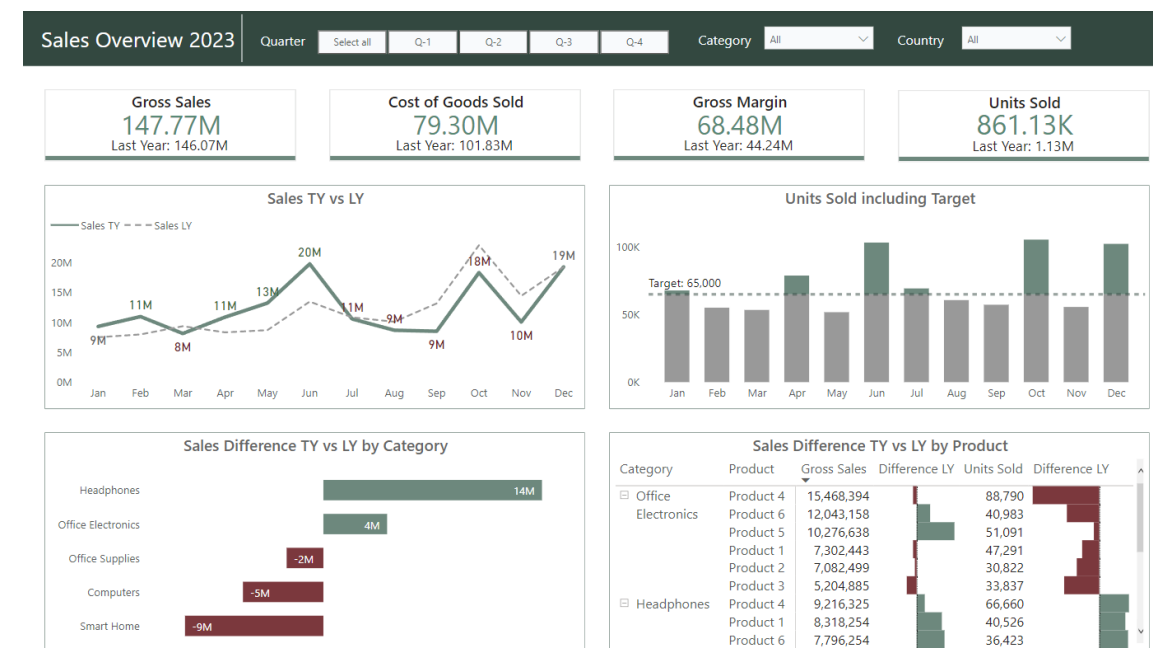 Sales Overview 2023
Quarter
Select all
Q-1
Q-2
Q-3
Q-4
Category
All
Country
All
Gross Sales
147.77M
Last Year: 146.07M
Cost of Goods Sold
79.30M
Last Year: 101.83M
Gross Margin
68.48M
Last Year: 44.24M
Units Sold
861.13K
Last Year: 1.13M
Sales TY vs LY
Sales TY
Sales LY
20M
15M
10M
5M
0M
9M
11M
8M
11M
13M
20M
11M
9M
9M
18M
10M
19M
Jan Feb Mar Apr May Jun Jul Aug Sep Oct Nov Dec
Units Sold including Target
100K
50K
0K
Target: 65,000
Jan Feb Mar Apr May Jun Jul Aug Sep Oct Nov Dec
Sales Difference TY vs LY by Category
Headphones 14M
Office Electronics 4M
Office Supplies -2M
Computers -5M
Smart Home -9M
Sales Difference TY vs LY by Product
Category Product Gross Sales Difference LY Units Sold Difference LY
Office Product 4 15,468,394 88,790
Electronics Product 6 12,043,158 40,983
Product 5 10,276,638 51,091
Product 1 7,302,443 47,291
Product 2 7,082,499 30,822
Product 3 5,204,885 33,837
Headphones Product 4 9,216,325 66,660
Product 1 8,318,254 40,526
Product 6 7,796,254 36,423